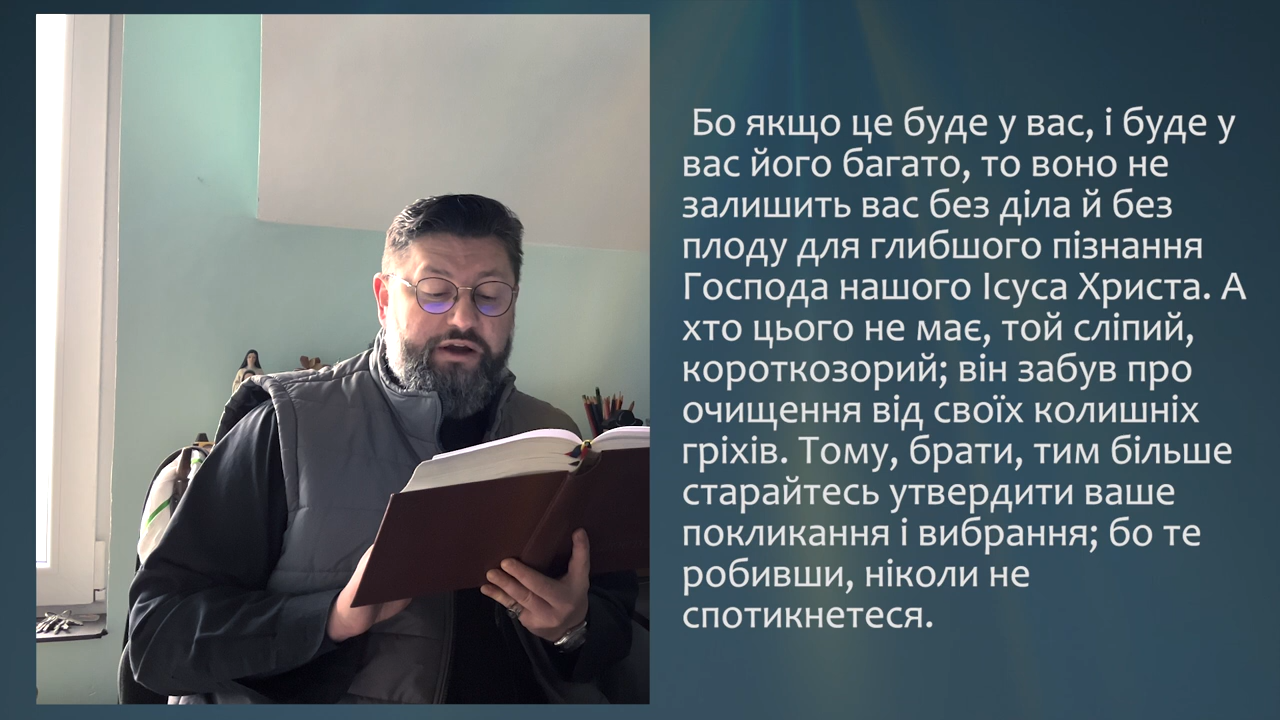 Бо якщо це буде у вас, і буде у
вас його багато, то воно не
залишить вас без діла й без
плоду для глибшого пізнання
Господа нашого Ісуса Христа. А
хто цього не має, той сліпий,
короткозорий; він забув про
очищення від своїх колишніх
гріхів. Тому, брати, тим більше
старайтесь утвердити ваше
покликання і вибрання; бо те
робивши, ніколи не
спотикнетеся.